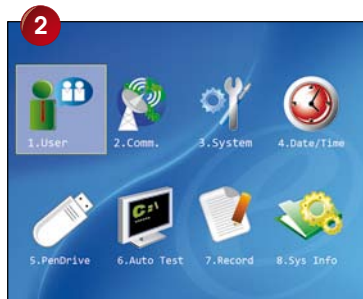 2
1.User 2.Comm. 3.System 4.Date/Time
C:\
5.PenDrive 6.Auto Test 7.Record 8.Sys Info